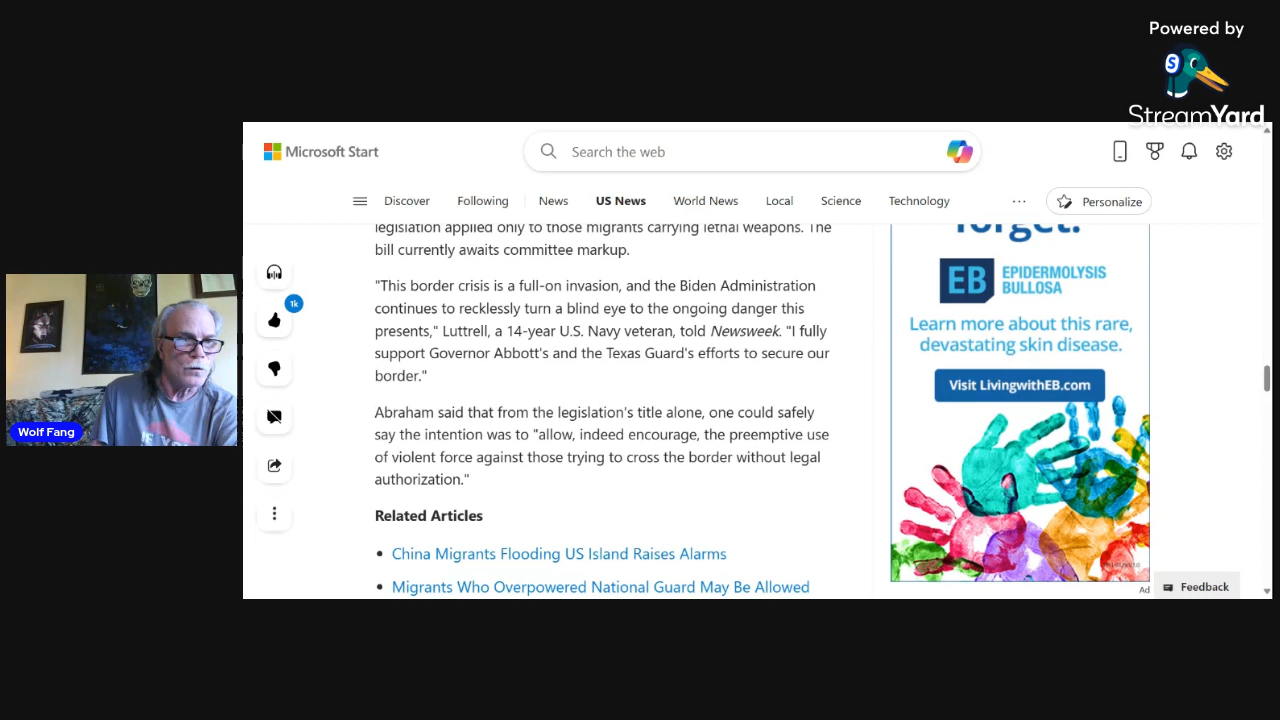 Powered by
StreamYard
Microsoft Start
Search the web
Discover
Following
News
US News
World News
Local
Science
Technology
Personalize
legislation applied only to those migrants carrying lethal weapons. The
bill currently awaits committee markup.
"This border crisis is a full-on invasion, and the Biden Administration
continues to recklessly turn a blind eye to the ongoing danger this
presents," Luttrell, a 14-year U.S. Navy veteran, told Newsweek. "I fully
support Governor Abbott's and the Texas Guard's efforts to secure our
border."
Abraham said that from the legislation's title alone, one could safely
say the intention was to "allow, indeed encourage, the preemptive use
of violent force against those trying to cross the border without legal
authorization."
Related Articles
• China Migrants Flooding US Island Raises Alarms
• Migrants Who Overpowered National Guard May Be Allowed
1k
Wolf Fang
forget.
EB
EPIDERMOLYSIS
BULLOSA
Learn more about this rare,
devastating skin disease.
Visit LivingwithEB.com
Ad
Feedback